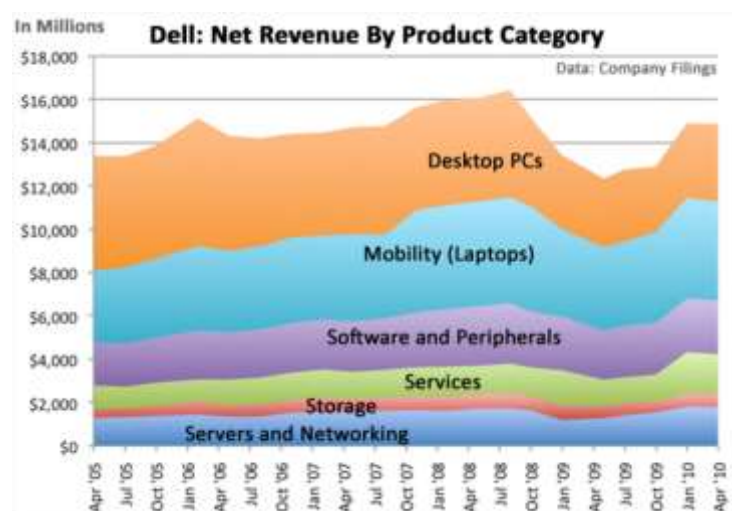 In Millions
Dell: Net Revenue By Product Category
Data: Company Filings
$18,000
$16,000
$14,000
$12,000
$10,000
$8,000
$6,000
$4,000
$2,000
$0
Desktop PCs
Mobility (Laptops)
Software and Peripherals
Services
Storage
Servers and Networking
Apr '05
Jul '05
Oct '05
Jan '06
Apr '06
Jul '06
Oct '06
Jan '07
Apr '07
Jul '07
Oct '07
Jan '08
Apr '08
Jul '08
Oct '08
Jan '09
Apr '09
Jul '09
Oct '09
Jan '10
Apr '10